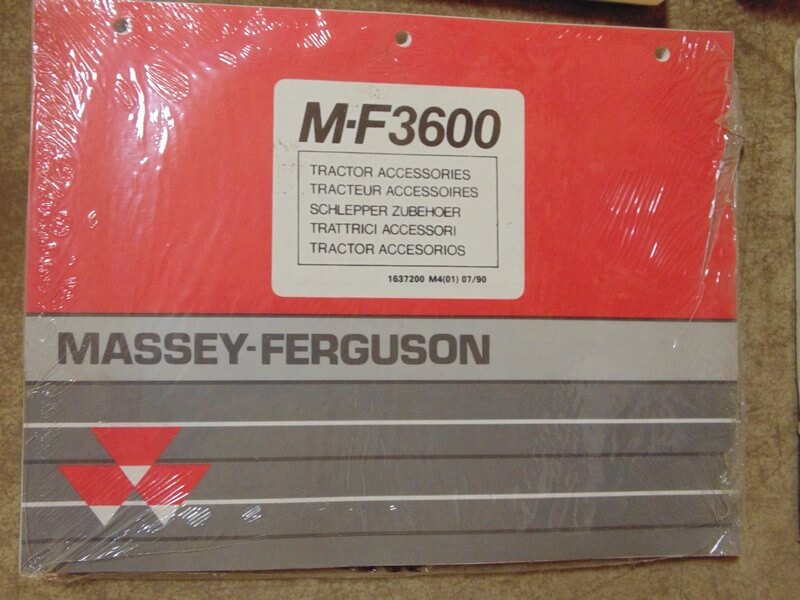 M-F3600
TRACTOR ACCESSORIES
TRACTEUR ACCESSOIRES
SCHLEPPER ZUBEHOER
TRATTRICI ACCESSORI
TRACTOR ACCESORIOS
1637200 M4(01) 07/90
MASSEY-FERGUSON